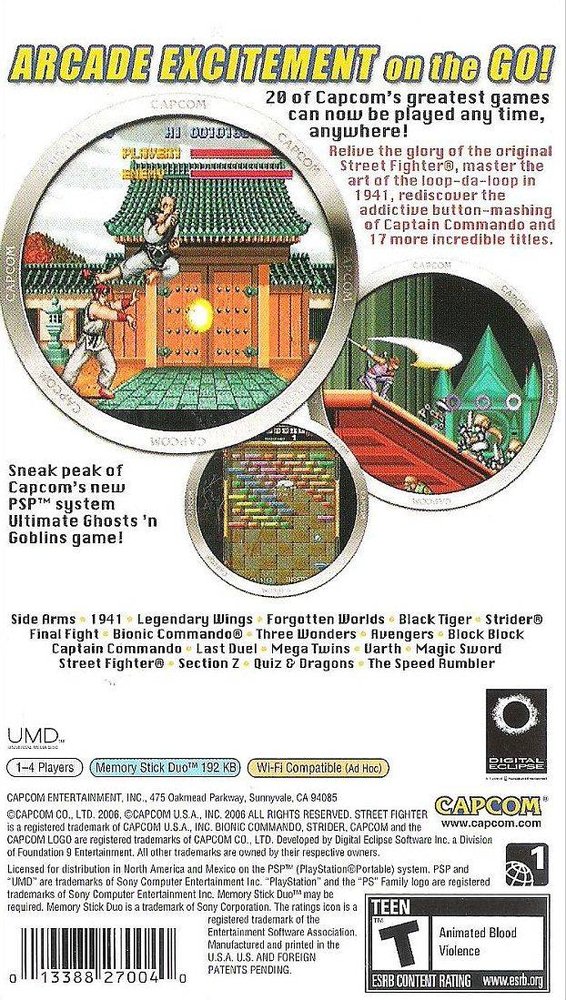 ARCADE EXCITEMENT on the GO!
20 of Capcom's greatest games
can now be played any time,
anywhere!
Relive the glory of the original
Street Fighter®, master the
art of the loop-da-loop in
1941, rediscover the
addictive button-mashing
of Captain Commando and
17 more incredible titles.
CAPCOM
CAPCOM
CAPCOM
CAPCOM
CAPCOM
CAPCOM
HI
PLAYER1
ENEMY
CAPCOM
CAPCOM
CAPCOM
Sneak peak of
Capcom's new
PSP™ system
Ultimate Ghosts 'n
Goblins game!
Side Arms • 1941 • Legendary Wings • Forgotten Worlds • Black Tiger • Strider®
Final Fight • Bionic Commando® • Three Wonders • Avengers • Block Block
Captain Commando • Last Duel • Mega Twins • Varth • Magic Sword
Street Fighter® • Section Z • Quiz & Dragons • The Speed Rumbler
UMD™
DIGITAL
ECLIPSE
1–4 Players
Memory Stick Duo™ 192 KB
Wi-Fi Compatible (Ad Hoc)
CAPCOM ENTERTAINMENT, INC., 475 Oakmead Parkway, Sunnyvale, CA 94085
CAPCOM®
www.capcom.com
©CAPCOM CO., LTD. 2006, ©CAPCOM U.S.A., INC. 2006 ALL RIGHTS RESERVED. STREET FIGHTER
is a registered trademark of CAPCOM U.S.A., INC. BIONIC COMMANDO, STRIDER, CAPCOM and the
CAPCOM LOGO are registered trademarks of CAPCOM CO., LTD. Developed by Digital Eclipse Software Inc. a Division
of Foundation 9 Entertainment. All other trademarks are owned by their respective owners.
1
Licensed for distribution in North America and Mexico on the PSP™ (PlayStation®Portable) system. PSP and
"UMD" are trademarks of Sony Computer Entertainment Inc. "PlayStation" and the "PS" Family logo are registered
trademarks of Sony Computer Entertainment Inc. Memory Stick Duo™ may be
required. Memory Stick Duo is a trademark of Sony Corporation. The ratings icon is a
registered trademark of the
Entertainment Software Association.
Manufactured and printed in the
U.S.A. U.S. AND FOREIGN
PATENTS PENDING.
0 13388 27004 0
TEEN
T
Animated Blood
Violence
ESRB CONTENT RATING www.esrb.org